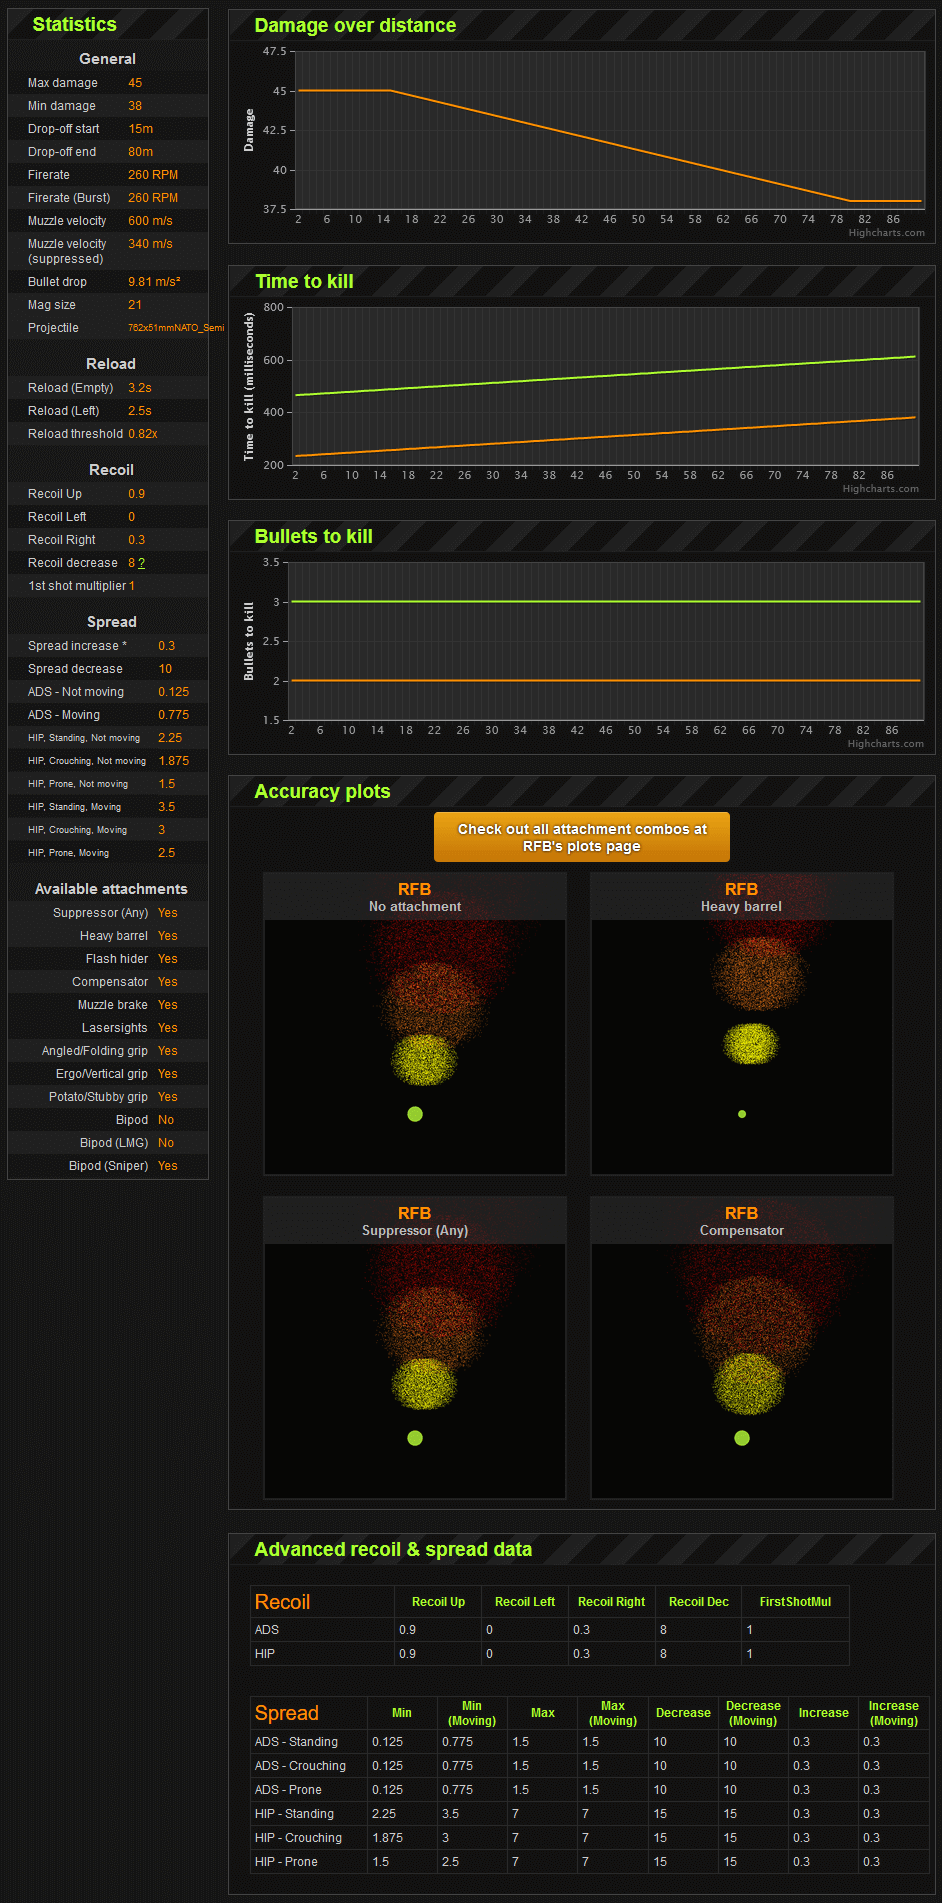 Statistics
General
Max damage 45
Min damage 38
Drop-off start 15m
Drop-off end 80m
Firerate 260 RPM
Firerate (Burst) 260 RPM
Muzzle velocity 600 m/s
Muzzle velocity (suppressed) 340 m/s
Bullet drop 9.81 m/s²
Mag size 21
Projectile 762x51mmNATO_Semi
Reload
Reload (Empty) 3.2s
Reload (Left) 2.5s
Reload threshold 0.82x
Recoil
Recoil Up 0.9
Recoil Left 0
Recoil Right 0.3
Recoil decrease 8 ?
1st shot multiplier 1
Spread
Spread increase * 0.3
Spread decrease 10
ADS - Not moving 0.125
ADS - Moving 0.775
HIP, Standing, Not moving 2.25
HIP, Crouching, Not moving 1.875
HIP, Prone, Not moving 1.5
HIP, Standing, Moving 3.5
HIP, Crouching, Moving 3
HIP, Prone, Moving 2.5
Available attachments
Suppressor (Any) Yes
Heavy barrel Yes
Flash hider Yes
Compensator Yes
Muzzle brake Yes
Lasersights Yes
Angled/Folding grip Yes
Ergo/Vertical grip Yes
Potato/Stubby grip Yes
Bipod No
Bipod (LMG) No
Bipod (Sniper) Yes
Damage over distance
Damage
47.5
45
42.5
40
37.5
2 6 10 14 18 22 26 30 34 38 42 46 50 54 58 62 66 70 74 78 82 86
Highcharts.com
Time to kill
Time to kill (milliseconds)
800
600
400
200
2 6 10 14 18 22 26 30 34 38 42 46 50 54 58 62 66 70 74 78 82 86
Highcharts.com
Bullets to kill
Bullets to kill
3.5
3
2.5
2
1.5
2 6 10 14 18 22 26 30 34 38 42 46 50 54 58 62 66 70 74 78 82 86
Highcharts.com
Accuracy plots
Check out all attachment combos at
RFB's plots page
RFB
No attachment
RFB
Heavy barrel
RFB
Suppressor (Any)
RFB
Compensator
Advanced recoil & spread data
Recoil Recoil Up Recoil Left Recoil Right Recoil Dec FirstShotMul
ADS 0.9 0 0.3 8 1
HIP 0.9 0 0.3 8 1
Spread Min Min (Moving) Max Max (Moving) Decrease Decrease (Moving) Increase Increase (Moving)
ADS - Standing 0.125 0.775 1.5 1.5 10 10 0.3 0.3
ADS - Crouching 0.125 0.775 1.5 1.5 10 10 0.3 0.3
ADS - Prone 0.125 0.775 1.5 1.5 10 10 0.3 0.3
HIP - Standing 2.25 3.5 7 7 15 15 0.3 0.3
HIP - Crouching 1.875 3 7 7 15 15 0.3 0.3
HIP - Prone 1.5 2.5 7 7 15 15 0.3 0.3